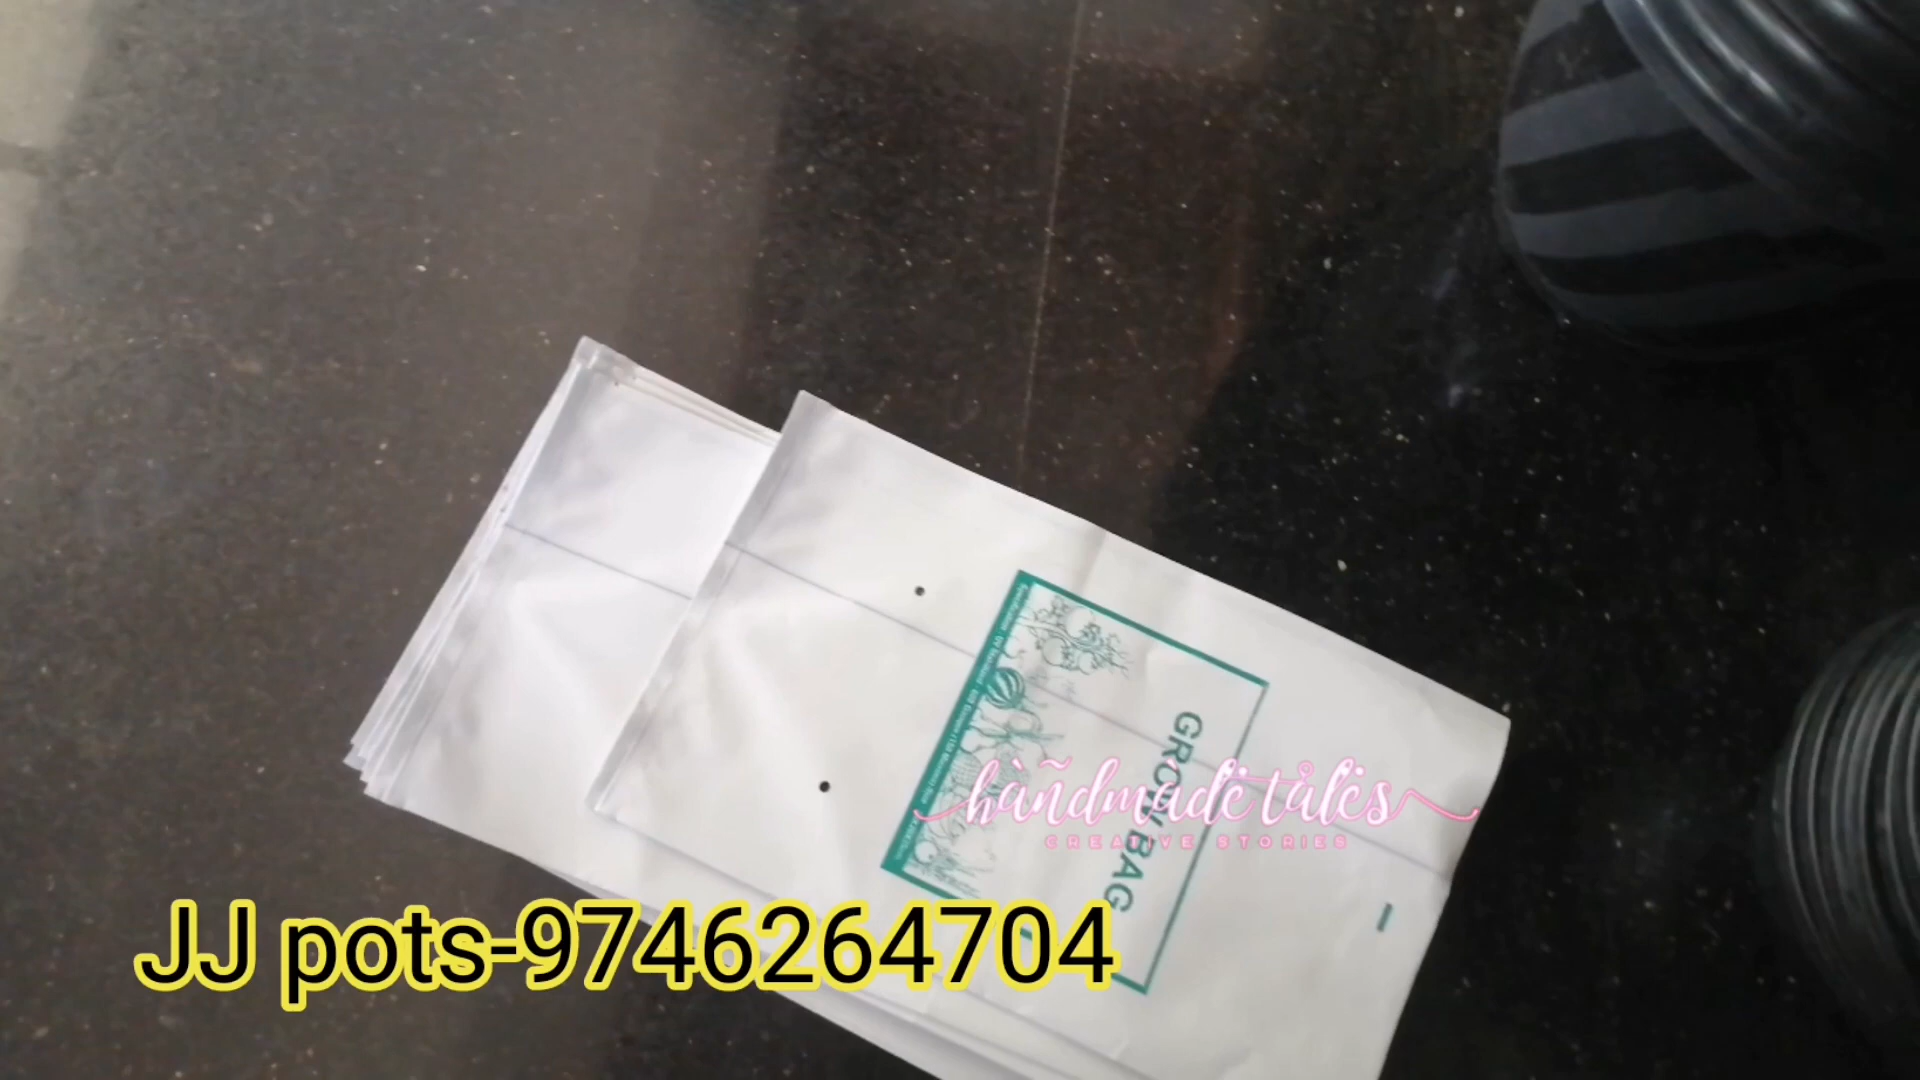 GROW BAG
handmade tales
CREATIVE STORIES
JJ pots-9746264704